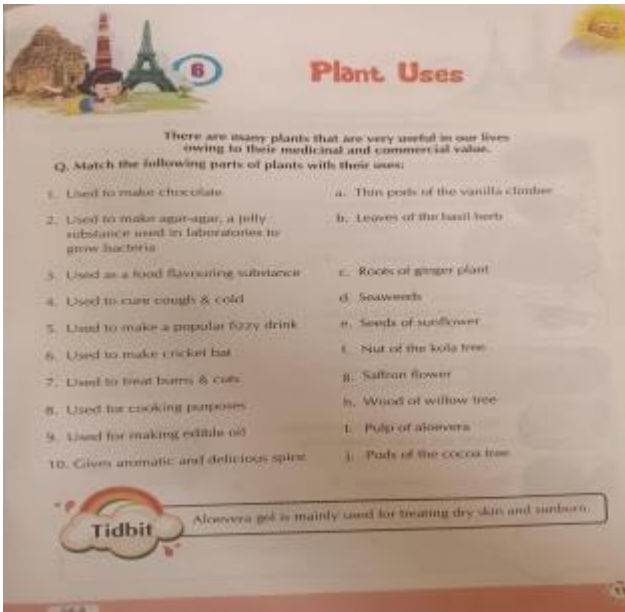 6
Plant Uses
There are many plants that are very useful in our lives
owing to their medicinal and commercial value.
Q. Match the following parts of plants with their uses:
1. Used to make chocolate
a. Thin pods of the vanilla climber
2. Used to make agar-agar, a jelly
substance used in laboratories to
grow bacteria
b. Leaves of the basil herb
3. Used as a food flavouring substance
c. Roots of ginger plant
4. Used to cure cough & cold
d. Seaweeds
5. Used to make a popular fizzy drink
e. Seeds of sunflower
6. Used to make cricket bat
f. Nut of the kola tree
7. Used to treat burns & cuts
g. Saffron flower
8. Used for cooking purposes
h. Wood of willow tree
9. Used for making edible oil
i. Pulp of aloevera
10. Gives aromatic and delicious spice
j. Pods of the cocoa tree
Tidbit
Aloevera gel is mainly used for treating dry skin and sunburn.